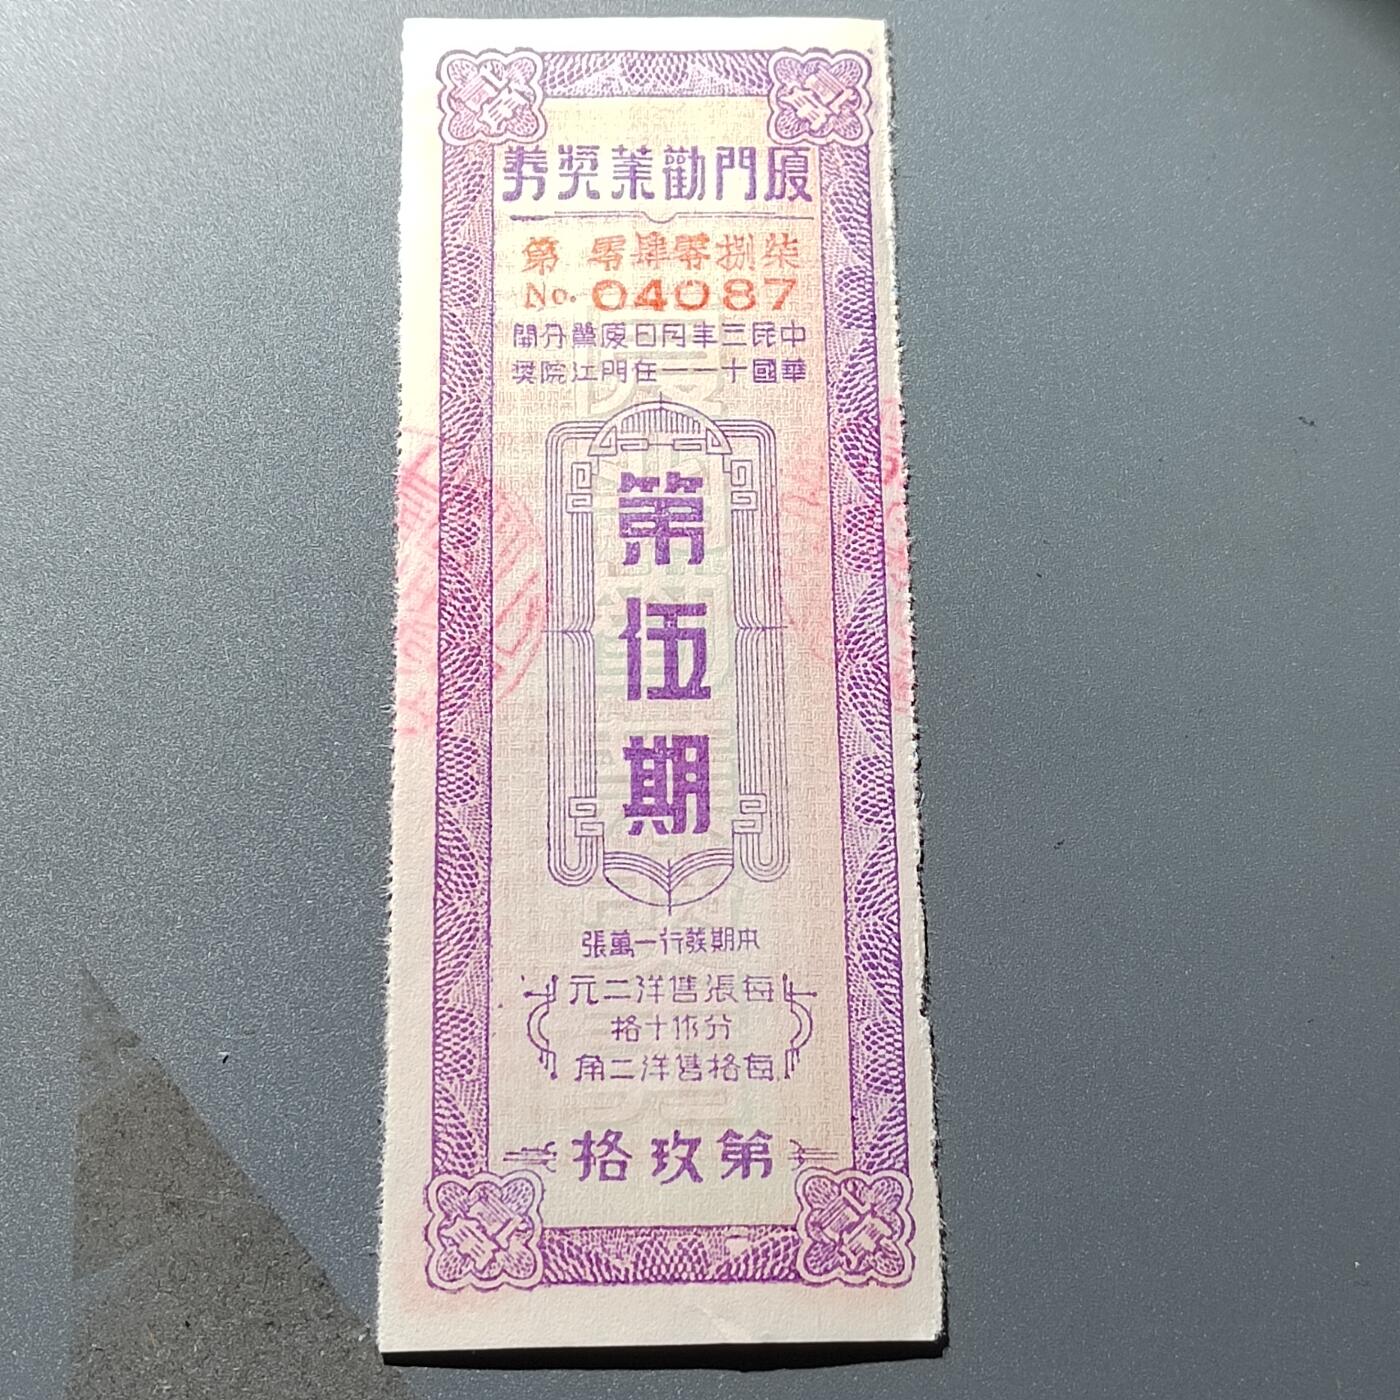 廈門勸業獎券
第 零肆零捌柒
No. 04087
中華民國三十年一月一日在廈門鷺江分院開獎
第伍期
本期發行一萬張
每張售洋二元
分作十格
每格售洋二角
第玖格